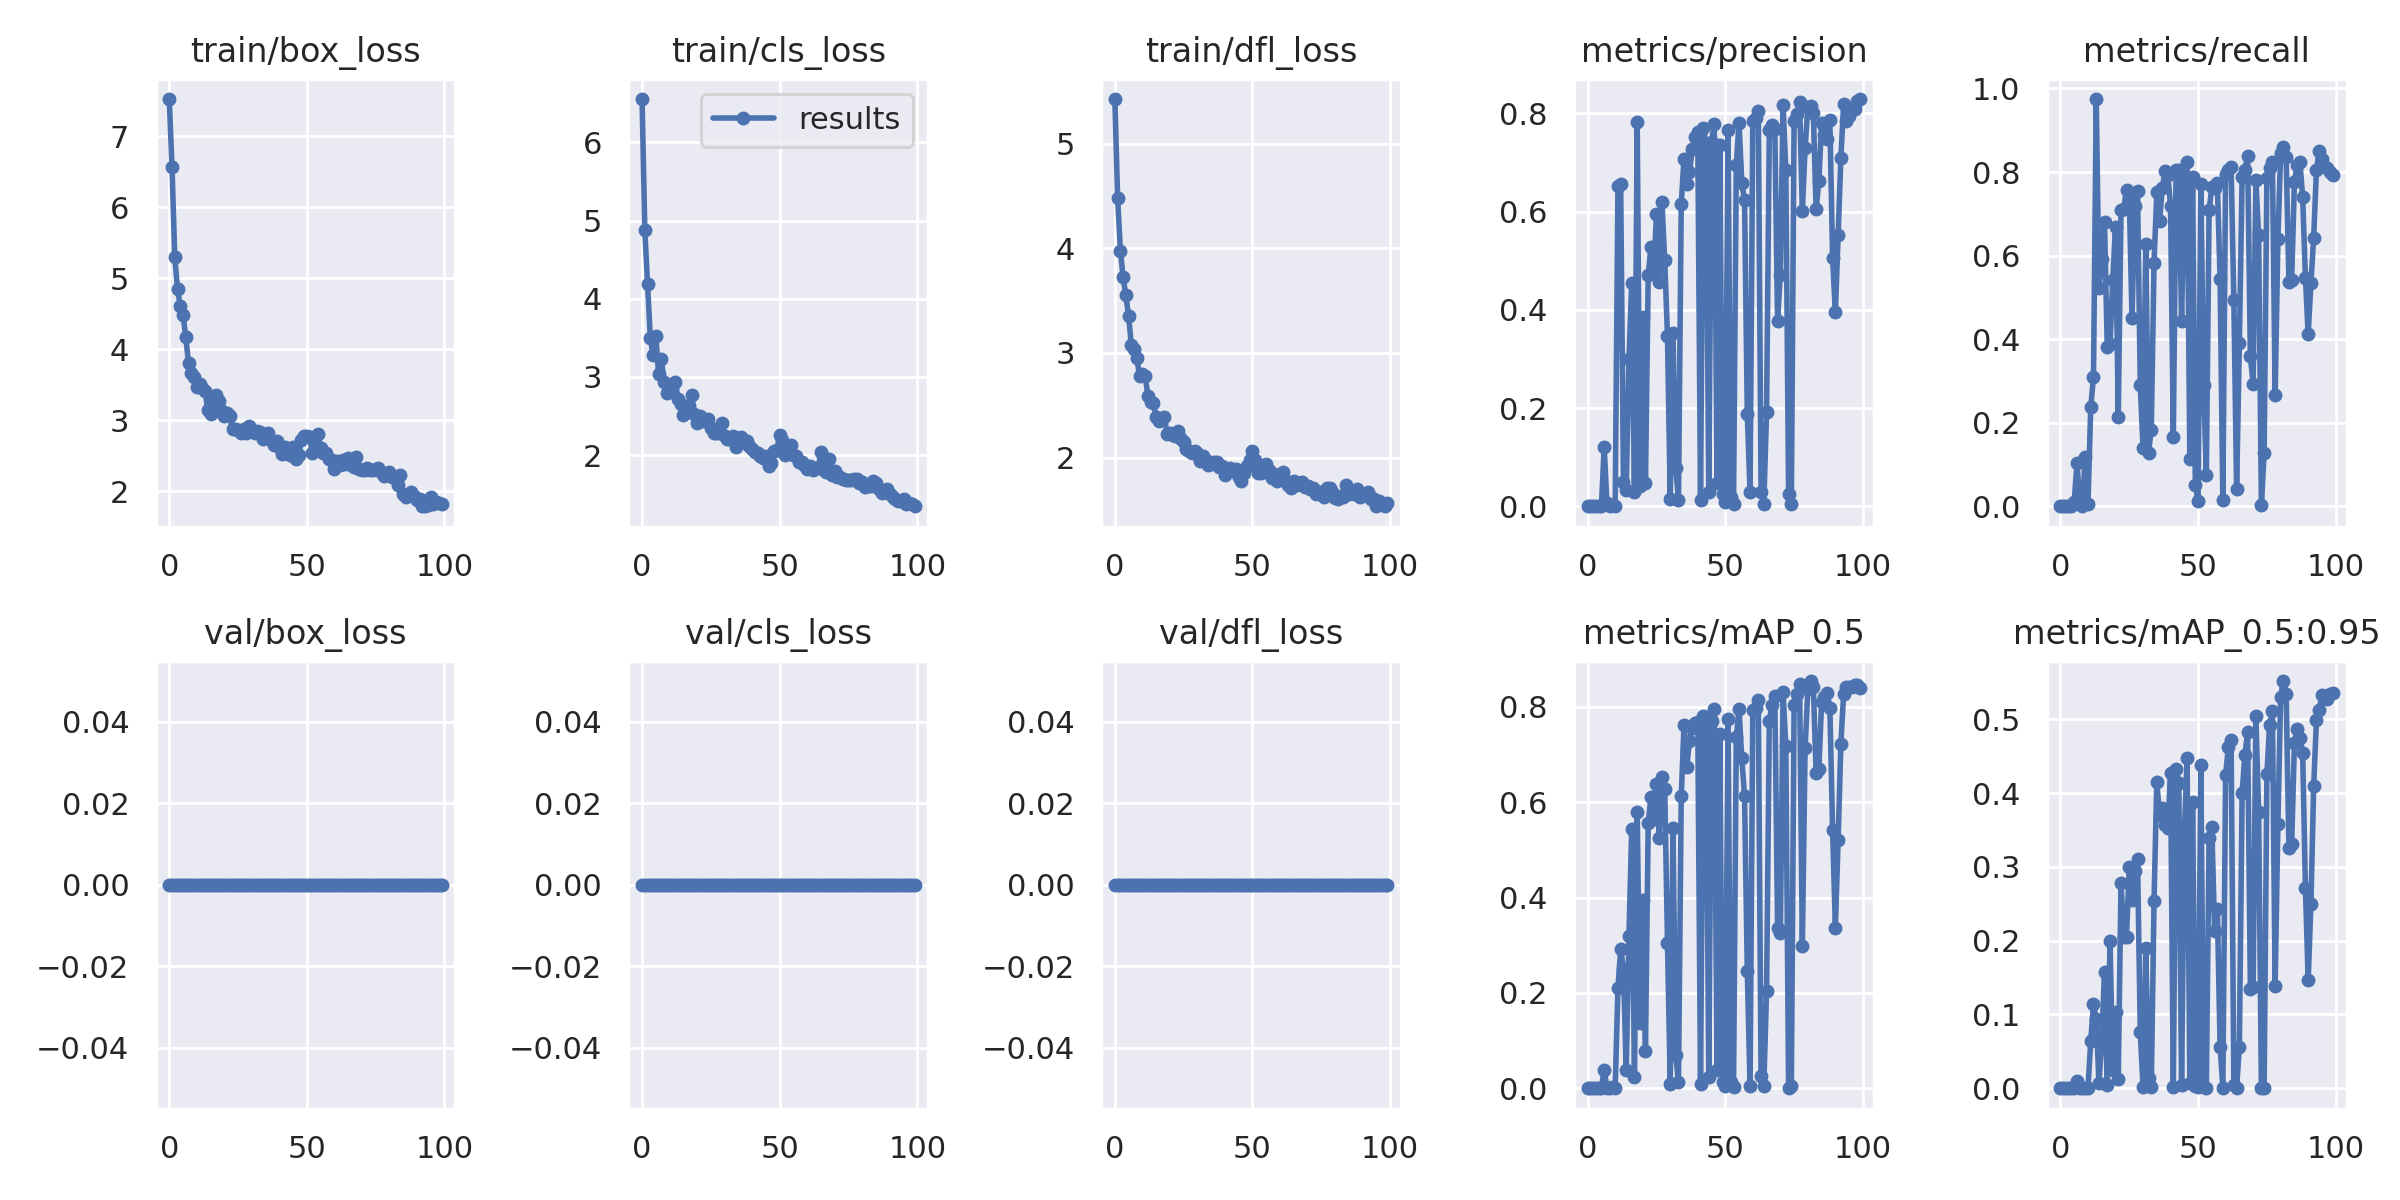 train/box_loss
7
6
5
4
3
2
0 50 100
train/cls_loss
results
6
5
4
3
2
0 50 100
train/dfl_loss
5
4
3
2
0 50 100
metrics/precision
0.8
0.6
0.4
0.2
0.0
0 50 100
metrics/recall
1.0
0.8
0.6
0.4
0.2
0.0
0 50 100
val/box_loss
0.04
0.02
0.00
−0.02
−0.04
0 50 100
val/cls_loss
0.04
0.02
0.00
−0.02
−0.04
0 50 100
val/dfl_loss
0.04
0.02
0.00
−0.02
−0.04
0 50 100
metrics/mAP_0.5
0.8
0.6
0.4
0.2
0.0
0 50 100
metrics/mAP_0.5:0.95
0.5
0.4
0.3
0.2
0.1
0.0
0 50 100